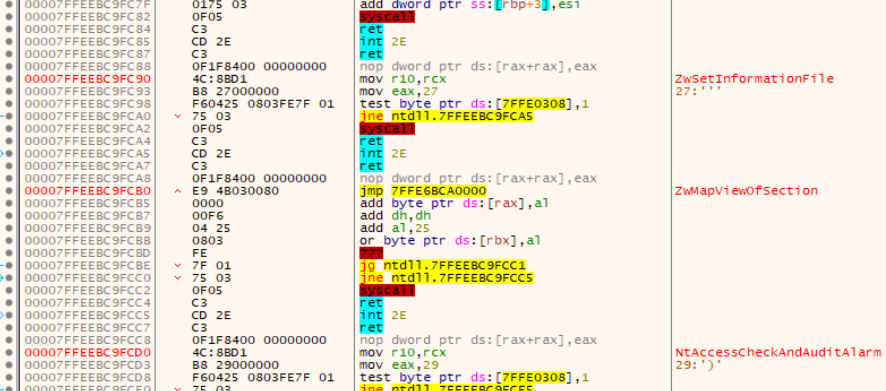 00007FFEEBC9FC7F 0175 03 add dword ptr ss:[rbp+3],esi
00007FFEEBC9FC82 0F05 syscall
00007FFEEBC9FC84 C3 ret
00007FFEEBC9FC85 CD 2E int 2E
00007FFEEBC9FC87 C3 ret
00007FFEEBC9FC88 0F1F8400 00000000 nop dword ptr ds:[rax+rax],eax
00007FFEEBC9FC90 4C:8BD1 mov r10,rcx ZwSetInformationFile
00007FFEEBC9FC93 B8 27000000 mov eax,27 27:'''
00007FFEEBC9FC98 F60425 0803FE7F 01 test byte ptr ds:[7FFE0308],1
00007FFEEBC9FCA0 75 03 jne ntdll.7FFEEBC9FCA5
00007FFEEBC9FCA2 0F05 syscall
00007FFEEBC9FCA4 C3 ret
00007FFEEBC9FCA5 CD 2E int 2E
00007FFEEBC9FCA7 C3 ret
00007FFEEBC9FCA8 0F1F8400 00000000 nop dword ptr ds:[rax+rax],eax
00007FFEEBC9FCB0 E9 4B030080 jmp 7FFE6BCA0000 ZwMapViewOfSection
00007FFEEBC9FCB5 0000 add byte ptr ds:[rax],al
00007FFEEBC9FCB7 00F6 add dh,dh
00007FFEEBC9FCB9 04 25 add al,25
00007FFEEBC9FCBB 0803 or byte ptr ds:[rbx],al
00007FFEEBC9FCBD FE ???
00007FFEEBC9FCBE 7F 01 jg ntdll.7FFEEBC9FCC1
00007FFEEBC9FCC0 75 03 jne ntdll.7FFEEBC9FCC5
00007FFEEBC9FCC2 0F05 syscall
00007FFEEBC9FCC4 C3 ret
00007FFEEBC9FCC5 CD 2E int 2E
00007FFEEBC9FCC7 C3 ret
00007FFEEBC9FCC8 0F1F8400 00000000 nop dword ptr ds:[rax+rax],eax
00007FFEEBC9FCD0 4C:8BD1 mov r10,rcx NtAccessCheckAndAuditAlarm
00007FFEEBC9FCD3 B8 29000000 mov eax,29 29:')'
00007FFEEBC9FCD8 F60425 0803FE7F 01 test byte ptr ds:[7FFE0308],1
00007FFEEBC9FCE0 75 03 jne ntdll.7FFEEBC9FCE5